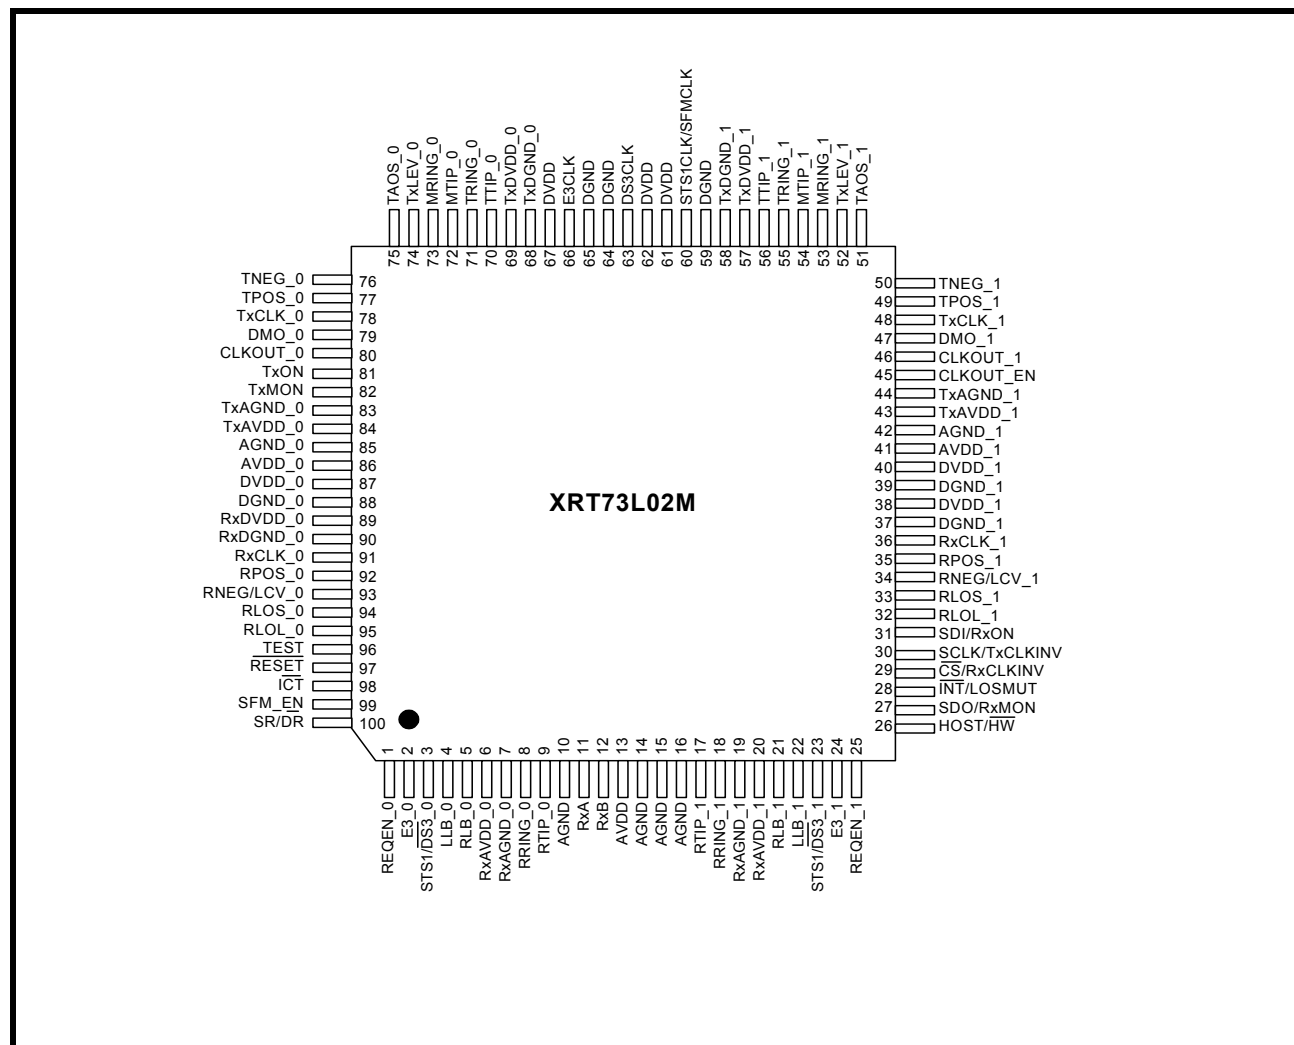 TAOS_0
TxLEV_0
MRING_0
MTIP_0
TRING_0
TTIP_0
TxDVDD_0
TxDGND_0
DVDD
E3CLK
DGND
DGND
DS3CLK
DVDD
DVDD
STS1CLK/SFMCLK
DGND
TxDGND_1
TxDVDD_1
TTIP_1
TRING_1
MTIP_1
MRING_1
TxLEV_1
TAOS_1
75
74
73
72
71
70
69
68
67
66
65
64
63
62
61
60
59
58
57
56
55
54
53
52
51
TNEG_0 76
TPOS_0 77
TxCLK_0 78
DMO_0 79
CLKOUT_0 80
TxON 81
TxMON 82
TxAGND_0 83
TxAVDD_0 84
AGND_0 85
AVDD_0 86
DVDD_0 87
DGND_0 88
RxDVDD_0 89
RxDGND_0 90
RxCLK_0 91
RPOS_0 92
RNEG/LCV_0 93
RLOS_0 94
RLOL_0 95
TEST 96
RESET 97
ICT 98
SFM_EN 99
SR/DR 100
XRT73L02M
50 TNEG_1
49 TPOS_1
48 TxCLK_1
47 DMO_1
46 CLKOUT_1
45 CLKOUT_EN
44 TxAGND_1
43 TxAVDD_1
42 AGND_1
41 AVDD_1
40 DVDD_1
39 DGND_1
38 DVDD_1
37 DGND_1
36 RxCLK_1
35 RPOS_1
34 RNEG/LCV_1
33 RLOS_1
32 RLOL_1
31 SDI/RxON
30 SCLK/TxCLKINV
29 CS/RxCLKINV
28 INT/LOSMUT
27 SDO/RxMON
26 HOST/HW
1
2
3
4
5
6
7
8
9
10
11
12
13
14
15
16
17
18
19
20
21
22
23
24
25
REQEN_0
E3_0
STS1/DS3_0
LLB_0
RLB_0
RxAVDD_0
RxAGND_0
RRING_0
RTIP_0
AGND
RxA
RxB
AVDD
AGND
AGND
AGND
RTIP_1
RRING_1
RxAGND_1
RxAVDD_1
RLB_1
LLB_1
STS1/DS3_1
E3_1
REQEN_1